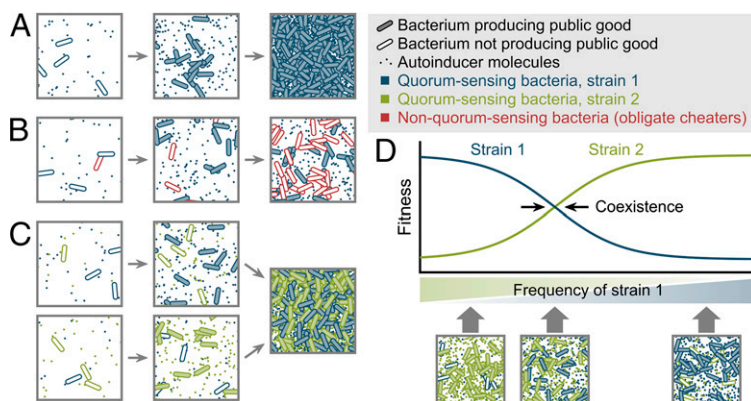 A
Bacterium producing public good
Bacterium not producing public good
Autoinducer molecules
Quorum-sensing bacteria, strain 1
Quorum-sensing bacteria, strain 2
Non-quorum-sensing bacteria (obligate cheaters)
B
D
Strain 1
Strain 2
Coexistence
Fitness
C
Frequency of strain 1